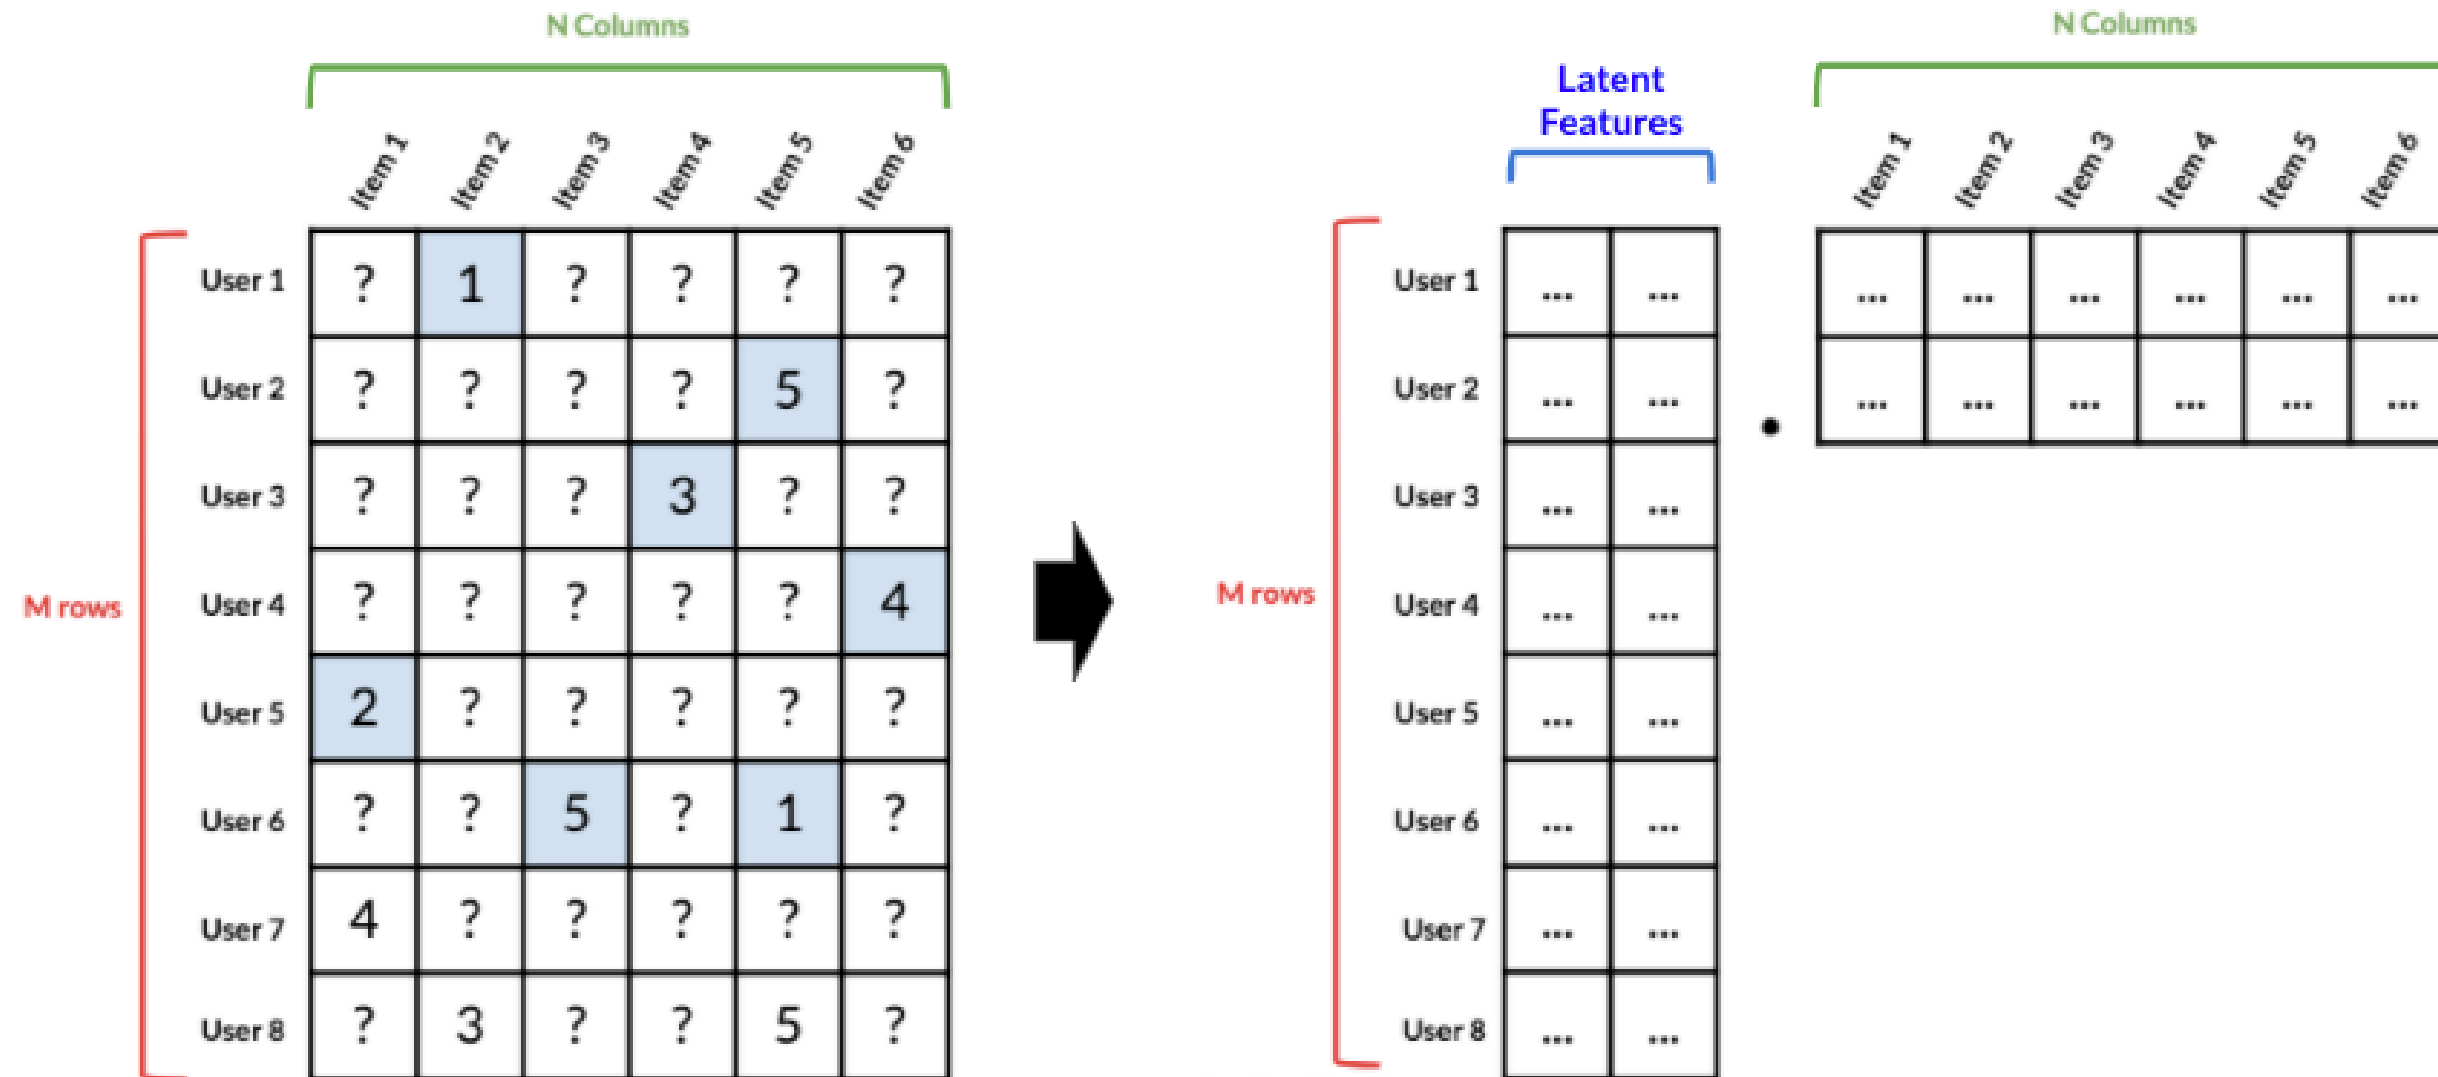 N Columns
Item 1 Item 2 Item 3 Item 4 Item 5 Item 6
M rows
User 1 ? 1 ? ? ? ?
User 2 ? ? ? ? 5 ?
User 3 ? ? ? 3 ? ?
User 4 ? ? ? ? ? 4
User 5 2 ? ? ? ? ?
User 6 ? ? 5 ? 1 ?
User 7 4 ? ? ? ? ?
User 8 ? 3 ? ? 5 ?
Latent
Features
M rows
User 1 ... ...
User 2 ... ...
User 3 ... ...
User 4 ... ...
User 5 ... ...
User 6 ... ...
User 7 ... ...
User 8 ... ...
.
N Columns
Item 1 Item 2 Item 3 Item 4 Item 5 Item 6
... ... ... ... ... ...
... ... ... ... ... ...